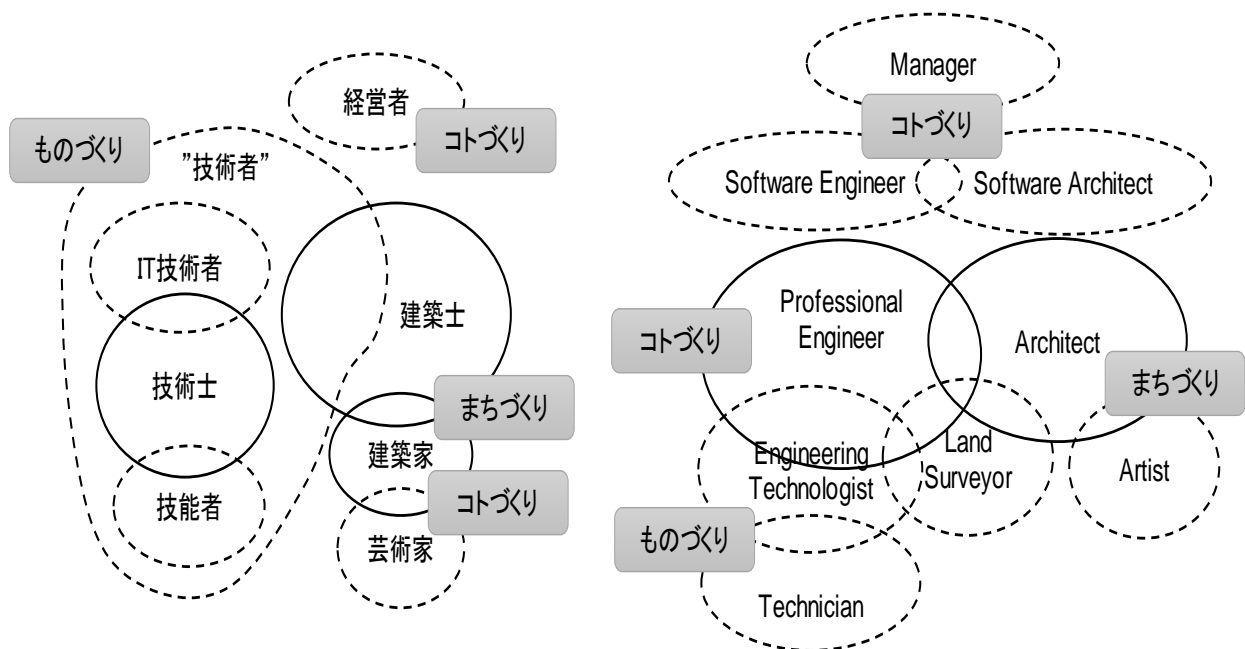 経営者
コトづくり
ものづくり
”技術者”
IT技術者
建築士
技術士
まちづくり
建築家
技能者
コトづくり
芸術家
Manager
コトづくり
Software Engineer
Software Architect
Professional
Engineer
コトづくり
Architect
まちづくり
Engineering
Technologist
Land
Surveyor
Artist
ものづくり
Technician